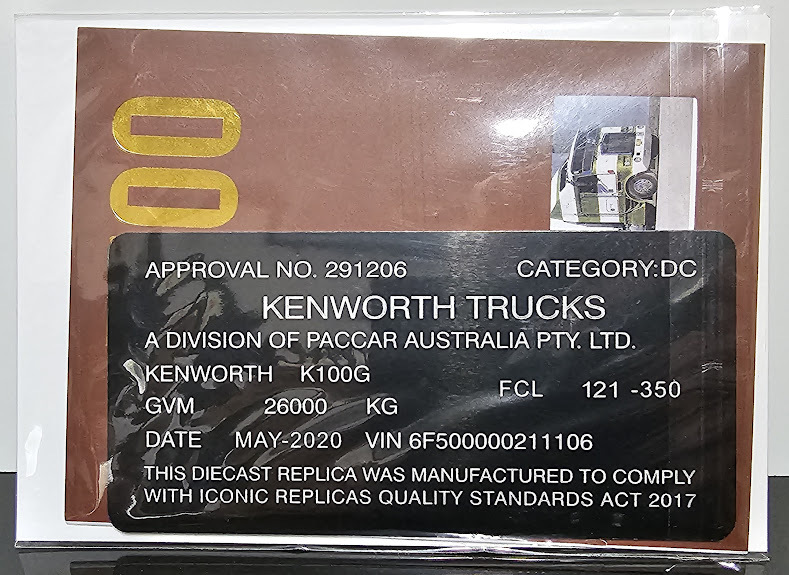 00
APPROVAL NO. 291206 CATEGORY:DC
KENWORTH TRUCKS
A DIVISION OF PACCAR AUSTRALIA PTY. LTD.
KENWORTH K100G
FCL 121 -350
GVM 26000 KG
DATE MAY-2020 VIN 6F500000211106
THIS DIECAST REPLICA WAS MANUFACTURED TO COMPLY
WITH ICONIC REPLICAS QUALITY STANDARDS ACT 2017